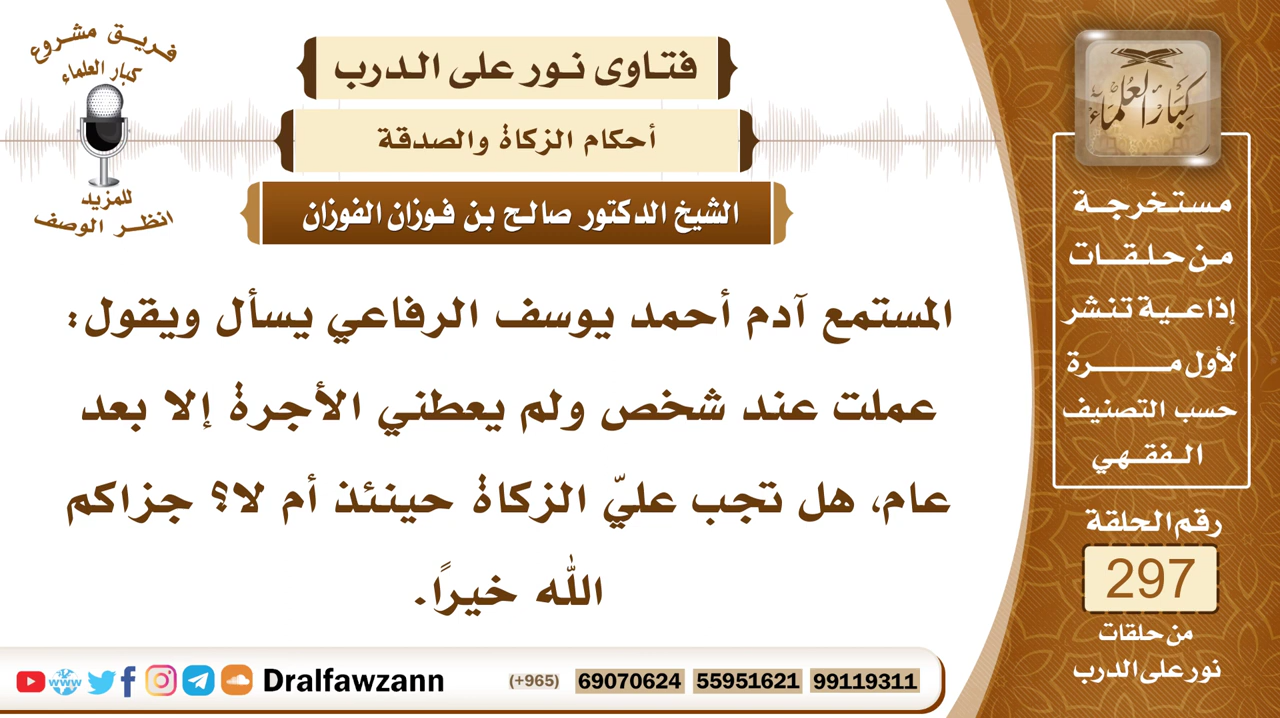 فريق مشروع
كبار العلماء
للمزيد
انظر الوصف
فتاوى نور على الدرب
أحكام الزكاة والصدقة
الشيخ الدكتور صالح بن فوزان الفوزان
المستمع آدم أحمد يوسف الرفاعي يسأل ويقول:
عملت عند شخص ولم يعطني الأجرة إلا بعد
عام، هل تجب عليّ الزكاة حينئذ أم لا؟ جزاكم
الله خيرًا.
كبار العلماء
مستخرجة
من حلقات
إذاعية تنشر
لأول مرة
حسب التصنيف
الفقهي
رقم الحلقة
297
من حلقات
نور على الدرب
www Dralfawzann (+965) 69070624 55951621 99119311